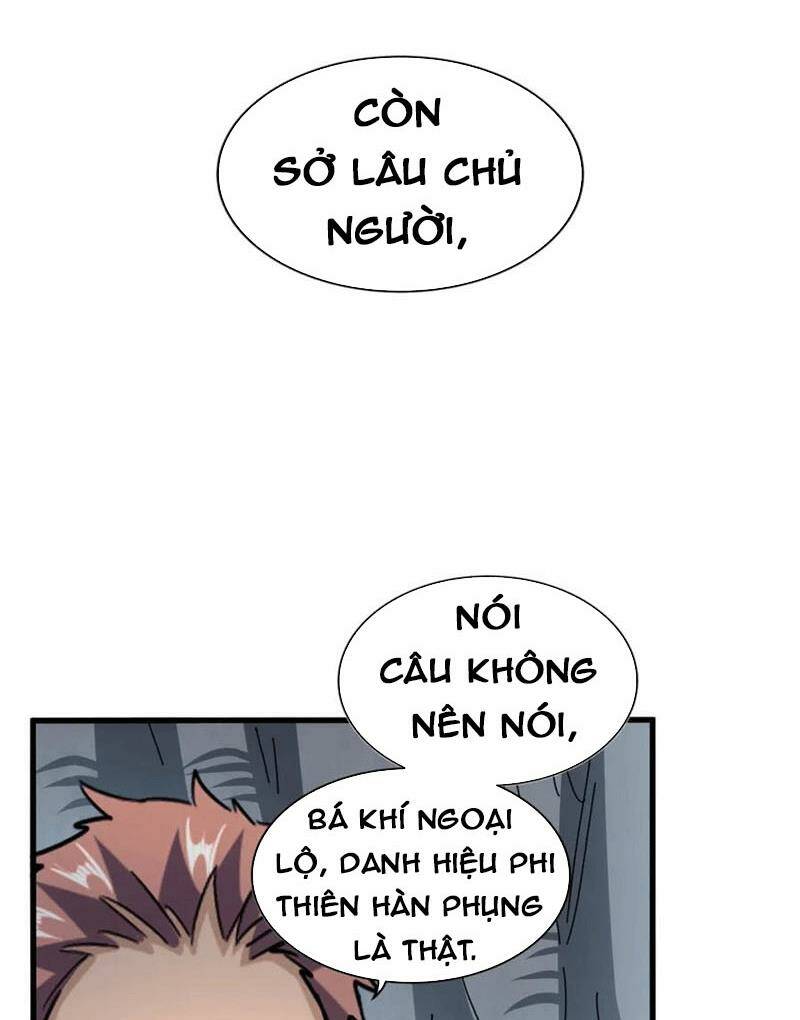 CÒN
SỞ LÂU CHỦ
NGƯỜI,
NÓI
CÂU KHÔNG
NÊN NÓI,
BÁ KHÍ NGOẠI
LỘ, DANH HIỆU PHI
THIÊN HÀN PHỤNG
LÀ THẬT.